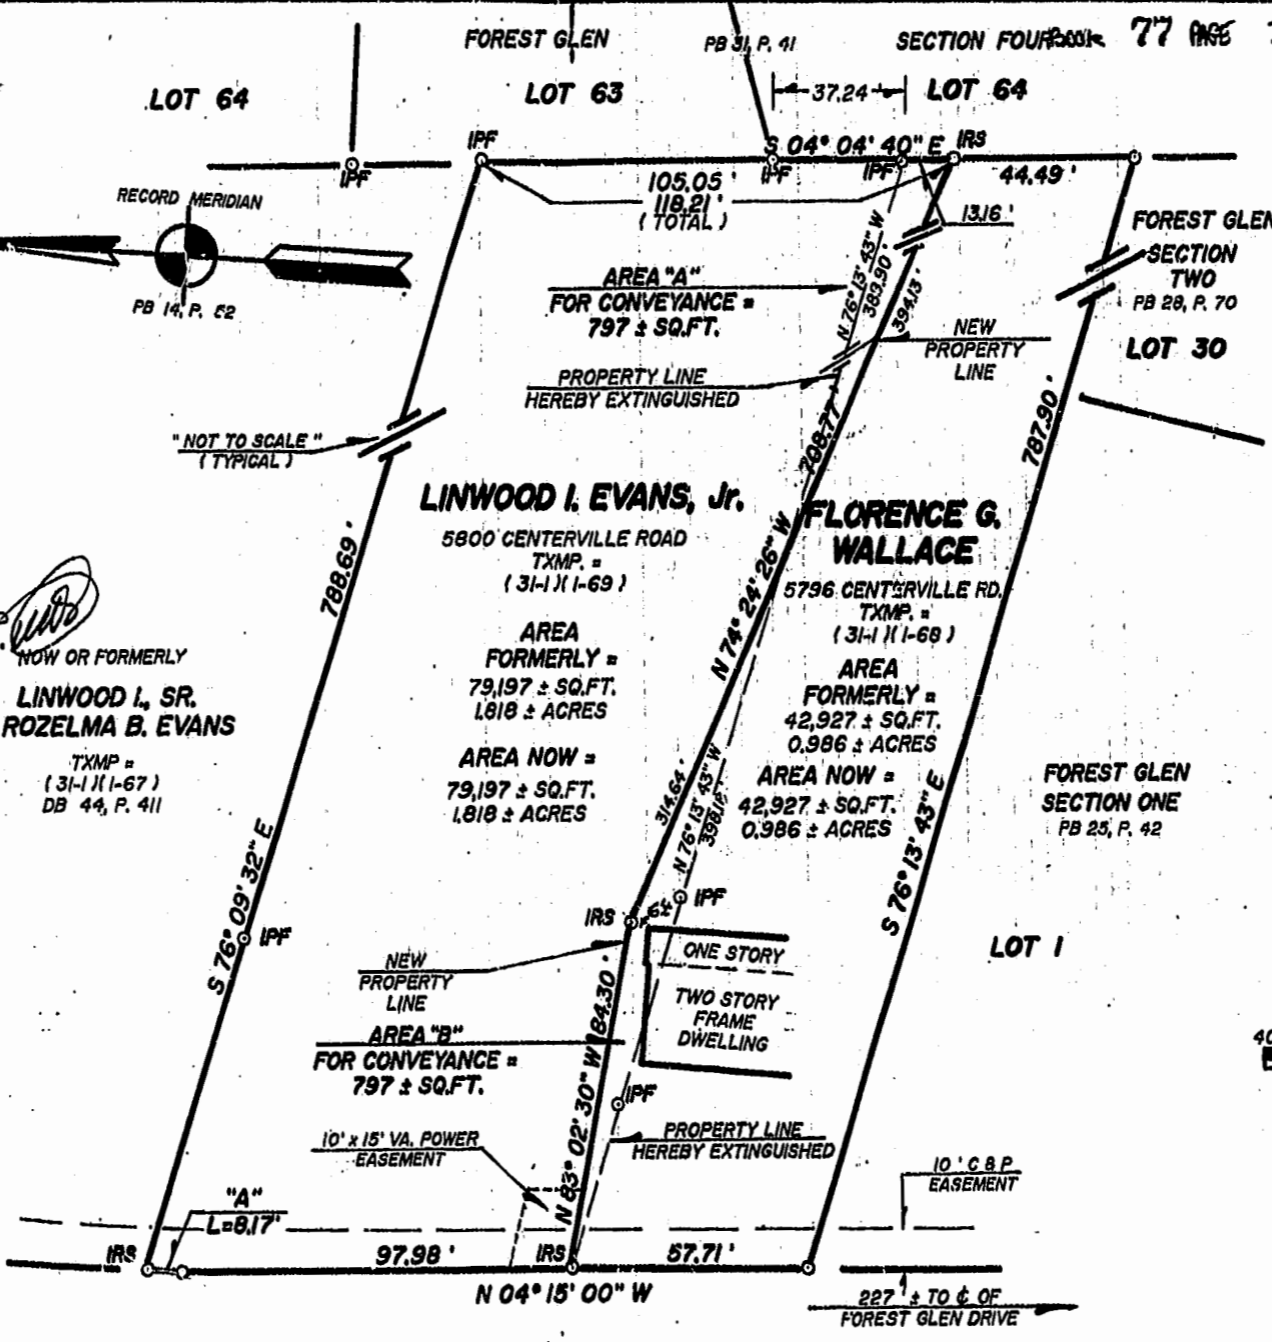 FOREST GLEN
PB 31, P. 41
SECTION FOUR
BOOK 77 PAGE
LOT 64
LOT 63
37.24
LOT 64
S 04° 04' 40" E
IPF
IPF
IPF
IPF
IRS
105.05'
118.21'
( TOTAL )
44.49'
13.16'
RECORD MERIDIAN
PB 14, P. 52
FOREST GLEN
SECTION
TWO
PB 28, P. 70
LOT 30
AREA "A"
FOR CONVEYANCE =
797 ± SQ.FT.
N 76° 13' 43" W
383.90'
394.13'
NEW
PROPERTY
LINE
PROPERTY LINE
HEREBY EXTINGUISHED
"NOT TO SCALE"
( TYPICAL )
708.77'
787.90'
LINWOOD I. EVANS, Jr.
5800 CENTERVILLE ROAD
TXMP. =
( 31-1 )( 1-69 )
AREA
FORMERLY =
79,197 ± SQ.FT.
1.818 ± ACRES
AREA NOW =
79,197 ± SQ.FT.
1.818 ± ACRES
FLORENCE G.
WALLACE
5796 CENTERVILLE RD.
TXMP. =
( 31-1 )( 1-68 )
AREA
FORMERLY =
42,927 ± SQ.FT.
0.986 ± ACRES
AREA NOW =
42,927 ± SQ.FT.
0.986 ± ACRES
788.69'
N 74° 24' 26" W
314.64'
N 76° 13' 43" W
NOW OR FORMERLY
LINWOOD I., SR.
ROZELMA B. EVANS
TXMP =
( 31-1 )( 1-67 )
DB 44, P. 411
FOREST GLEN
SECTION ONE
PB 25, P. 42
S 76° 13' 43" E
S 76° 09' 32" E
IPF
IPF
IRS
LOT 1
NEW
PROPERTY
LINE
ONE STORY
TWO STORY
FRAME
DWELLING
AREA "B"
FOR CONVEYANCE =
797 ± SQ.FT.
N 83° 02' 30" W 184.30'
IPF
PROPERTY LINE
HEREBY EXTINGUISHED
10' x 15' VA. POWER
EASEMENT
10' C & P
EASEMENT
"A"
L=8.17'
IRS
97.98'
IRS
57.71'
N 04° 15' 00" W
227' ± TO ℄ OF
FOREST GLEN DRIVE